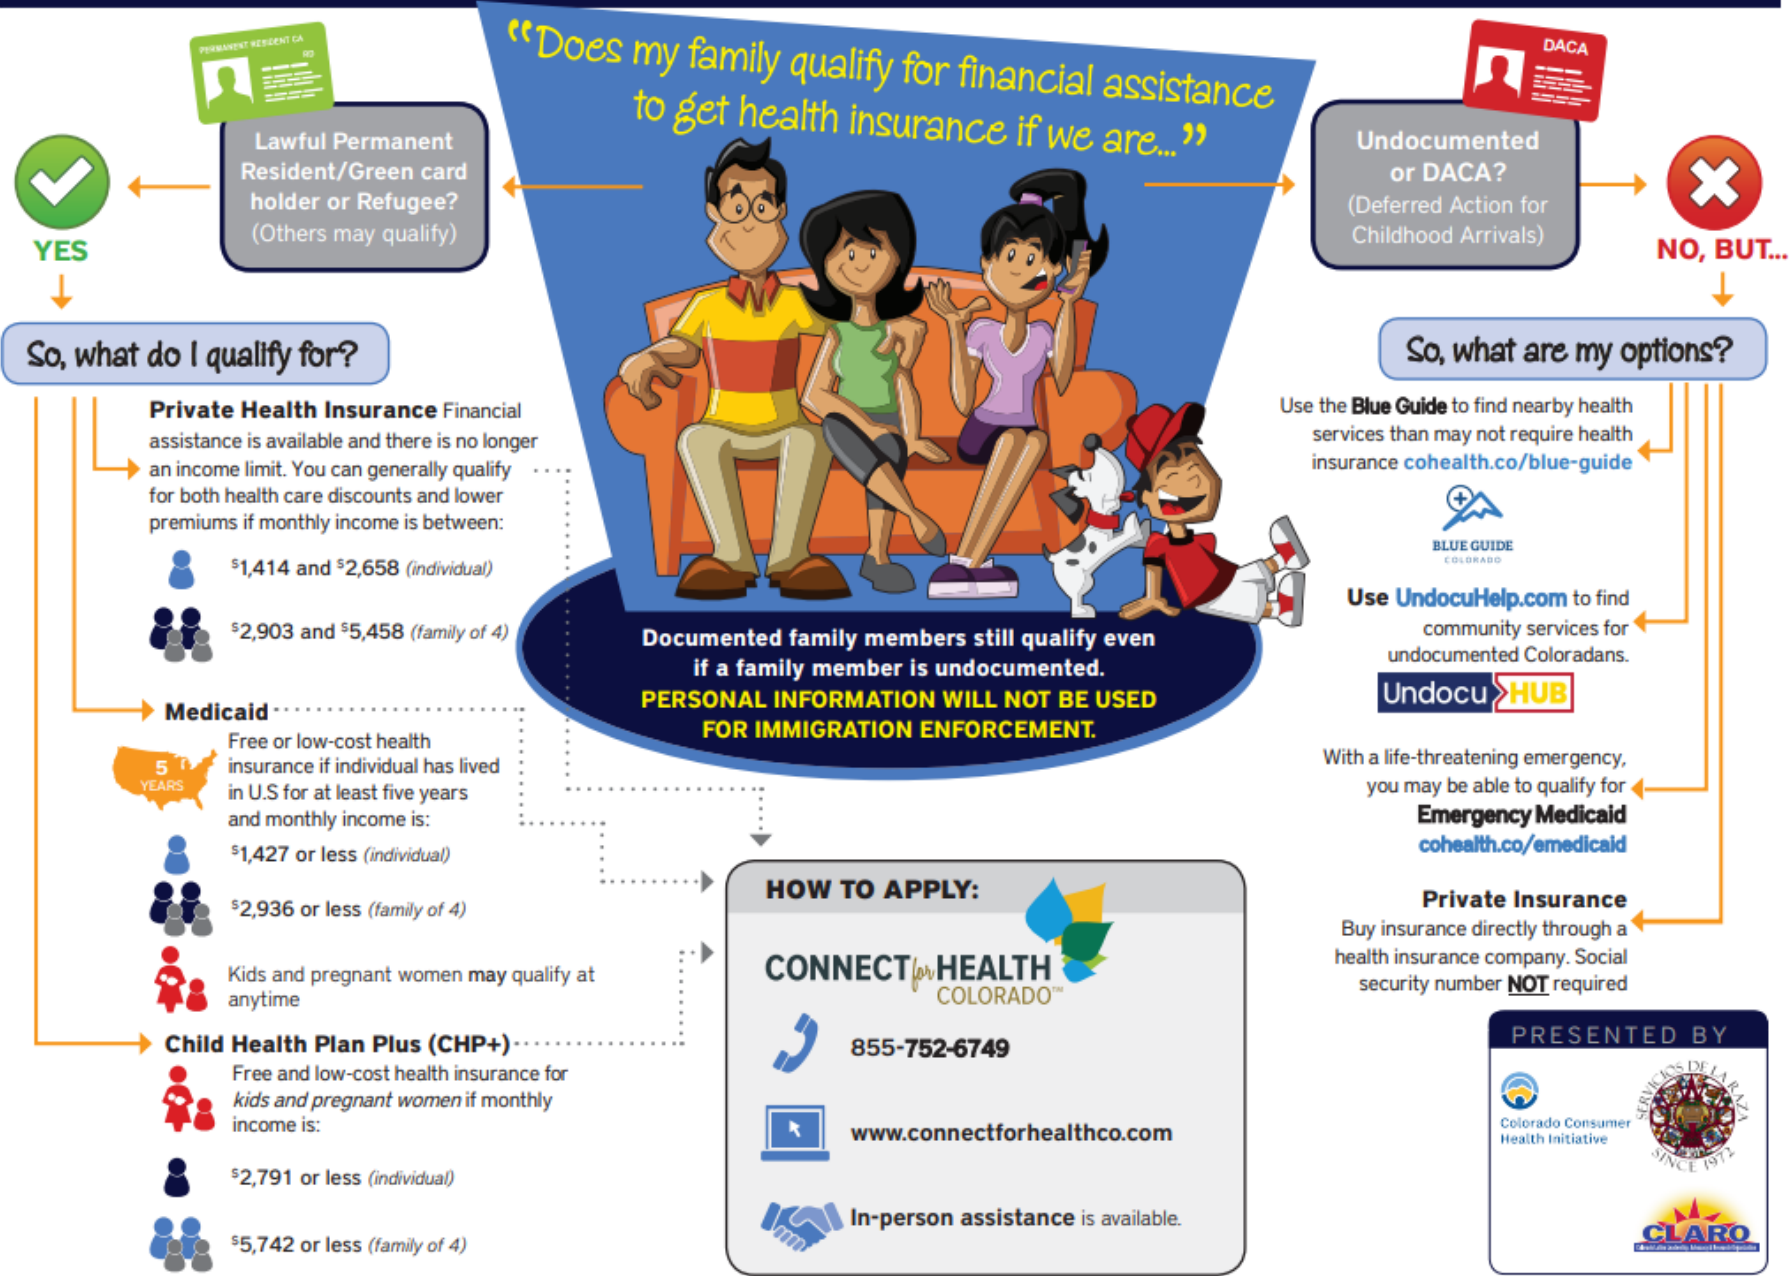 “Does my family qualify for financial assistance
to get health insurance if we are...”
PERMANENT RESIDENT CA
RD
Lawful Permanent
Resident/Green card
holder or Refugee?
(Others may qualify)
YES
So, what do I qualify for?
Private Health Insurance Financial
assistance is available and there is no longer
an income limit. You can generally qualify
for both health care discounts and lower
premiums if monthly income is between:
$1,414 and $2,658 (individual)
$2,903 and $5,458 (family of 4)
Medicaid
5
YEARS
Free or low-cost health
insurance if individual has lived
in U.S for at least five years
and monthly income is:
$1,427 or less (individual)
$2,936 or less (family of 4)
Kids and pregnant women may qualify at
anytime
Child Health Plan Plus (CHP+)
Free and low-cost health insurance for
kids and pregnant women if monthly
income is:
$2,791 or less (individual)
$5,742 or less (family of 4)
Documented family members still qualify even
if a family member is undocumented.
PERSONAL INFORMATION WILL NOT BE USED
FOR IMMIGRATION ENFORCEMENT.
HOW TO APPLY:
CONNECT for HEALTH
COLORADO™
855-752-6749
www.connectforhealthco.com
In-person assistance is available.
DACA
Undocumented
or DACA?
(Deferred Action for
Childhood Arrivals)
NO, BUT...
So, what are my options?
Use the Blue Guide to find nearby health
services than may not require health
insurance cohealth.co/blue-guide
BLUE GUIDE
COLORADO
Use UndocuHelp.com to find
community services for
undocumented Coloradans.
Undocu HUB
With a life-threatening emergency,
you may be able to qualify for
Emergency Medicaid
cohealth.co/emedicaid
Private Insurance
Buy insurance directly through a
health insurance company. Social
security number NOT required
PRESENTED BY
Colorado Consumer
Health Initiative
SERVICIOS DE LA RAZA
SINCE 1972
CLARO